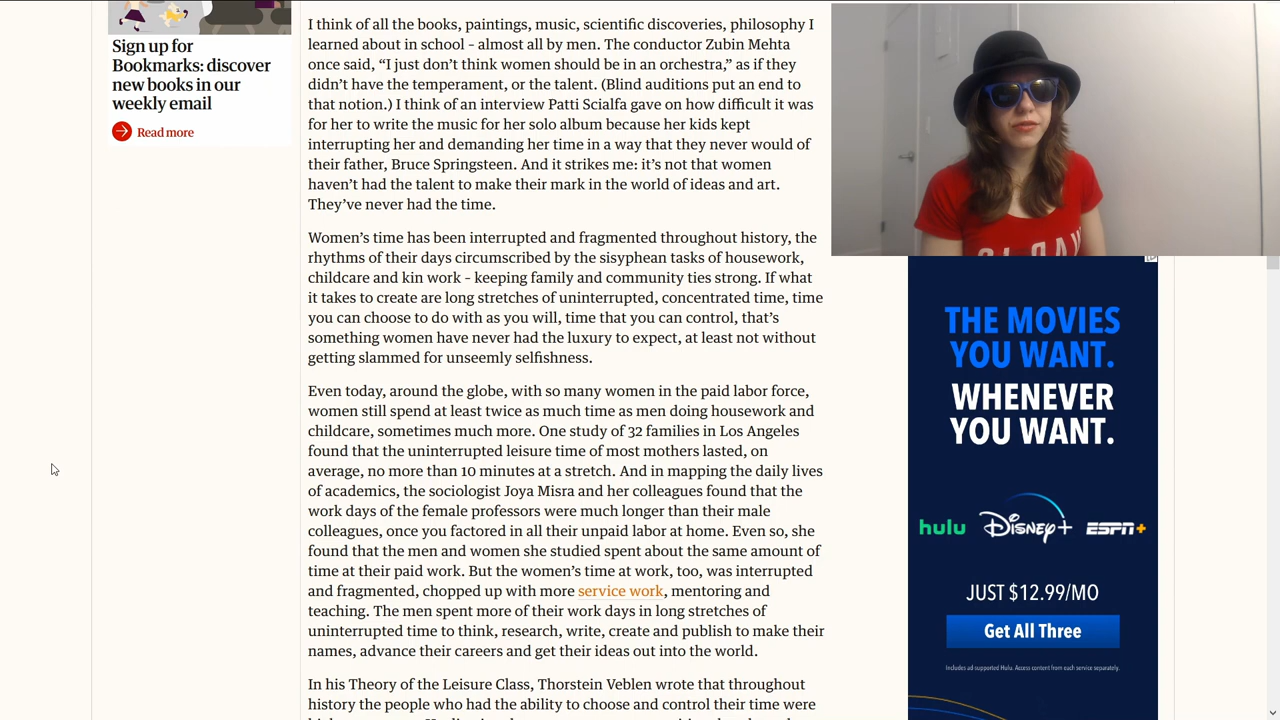 Sign up for
Bookmarks: discover
new books in our
weekly email
Read more
I think of all the books, paintings, music, scientific discoveries, philosophy I
learned about in school – almost all by men. The conductor Zubin Mehta
once said, “I just don’t think women should be in an orchestra,” as if they
didn’t have the temperament, or the talent. (Blind auditions put an end to
that notion.) I think of an interview Patti Scialfa gave on how difficult it was
for her to write the music for her solo album because her kids kept
interrupting her and demanding her time in a way that they never would of
their father, Bruce Springsteen. And it strikes me: it’s not that women
haven’t had the talent to make their mark in the world of ideas and art.
They’ve never had the time.
Women’s time has been interrupted and fragmented throughout history, the
rhythms of their days circumscribed by the sisyphean tasks of housework,
childcare and kin work – keeping family and community ties strong. If what
it takes to create are long stretches of uninterrupted, concentrated time, time
you can choose to do with as you will, time that you can control, that’s
something women have never had the luxury to expect, at least not without
getting slammed for unseemly selfishness.
Even today, around the globe, with so many women in the paid labor force,
women still spend at least twice as much time as men doing housework and
childcare, sometimes much more. One study of 32 families in Los Angeles
found that the uninterrupted leisure time of most mothers lasted, on
average, no more than 10 minutes at a stretch. And in mapping the daily lives
of academics, the sociologist Joya Misra and her colleagues found that the
work days of the female professors were much longer than their male
colleagues, once you factored in all their unpaid labor at home. Even so, she
found that the men and women she studied spent about the same amount of
time at their paid work. But the women’s time at work, too, was interrupted
and fragmented, chopped up with more service work, mentoring and
teaching. The men spent more of their work days in long stretches of
uninterrupted time to think, research, write, create and publish to make their
names, advance their careers and get their ideas out into the world.
In his Theory of the Leisure Class, Thorstein Veblen wrote that throughout
history the people who had the ability to choose and control their time were
THE MOVIES
YOU WANT.
WHENEVER
YOU WANT.
hulu Disney+ ESPN+
JUST $12.99/MO
Get All Three
Includes ad supported Hulu. Access content from each service separately.